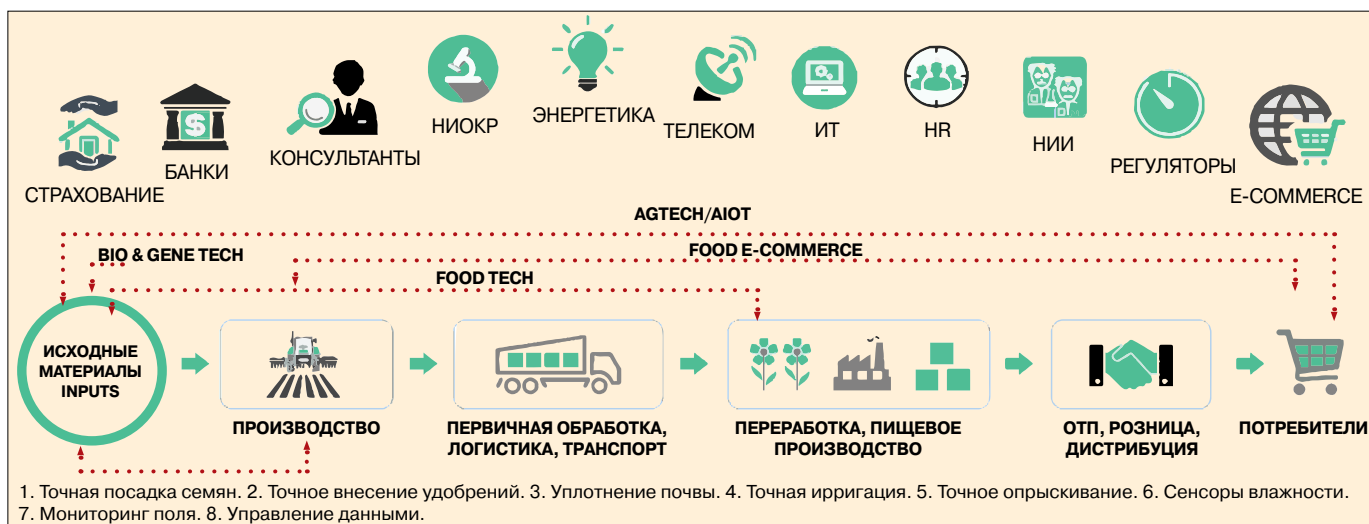 СТРАХОВАНИЕ
БАНКИ
КОНСУЛЬТАНТЫ
НИОКР
ЭНЕРГЕТИКА
ТЕЛЕКОМ
ИТ
HR
НИИ
РЕГУЛЯТОРЫ
E-COMMERCE
AGTECH/AIOT
BIO & GENE TECH
FOOD E-COMMERCE
FOOD TECH
ИСХОДНЫЕ
МАТЕРИАЛЫ
INPUTS
ПРОИЗВОДСТВО
ПЕРВИЧНАЯ ОБРАБОТКА,
ЛОГИСТИКА, ТРАНСПОРТ
ПЕРЕРАБОТКА, ПИЩЕВОЕ
ПРОИЗВОДСТВО
ОТП, РОЗНИЦА,
ДИСТРИБУЦИЯ
ПОТРЕБИТЕЛИ
1. Точная посадка семян. 2. Точное внесение удобрений. 3. Уплотнение почвы. 4. Точная ирригация. 5. Точное опрыскивание. 6. Сенсоры влажности.
7. Мониторинг поля. 8. Управление данными.